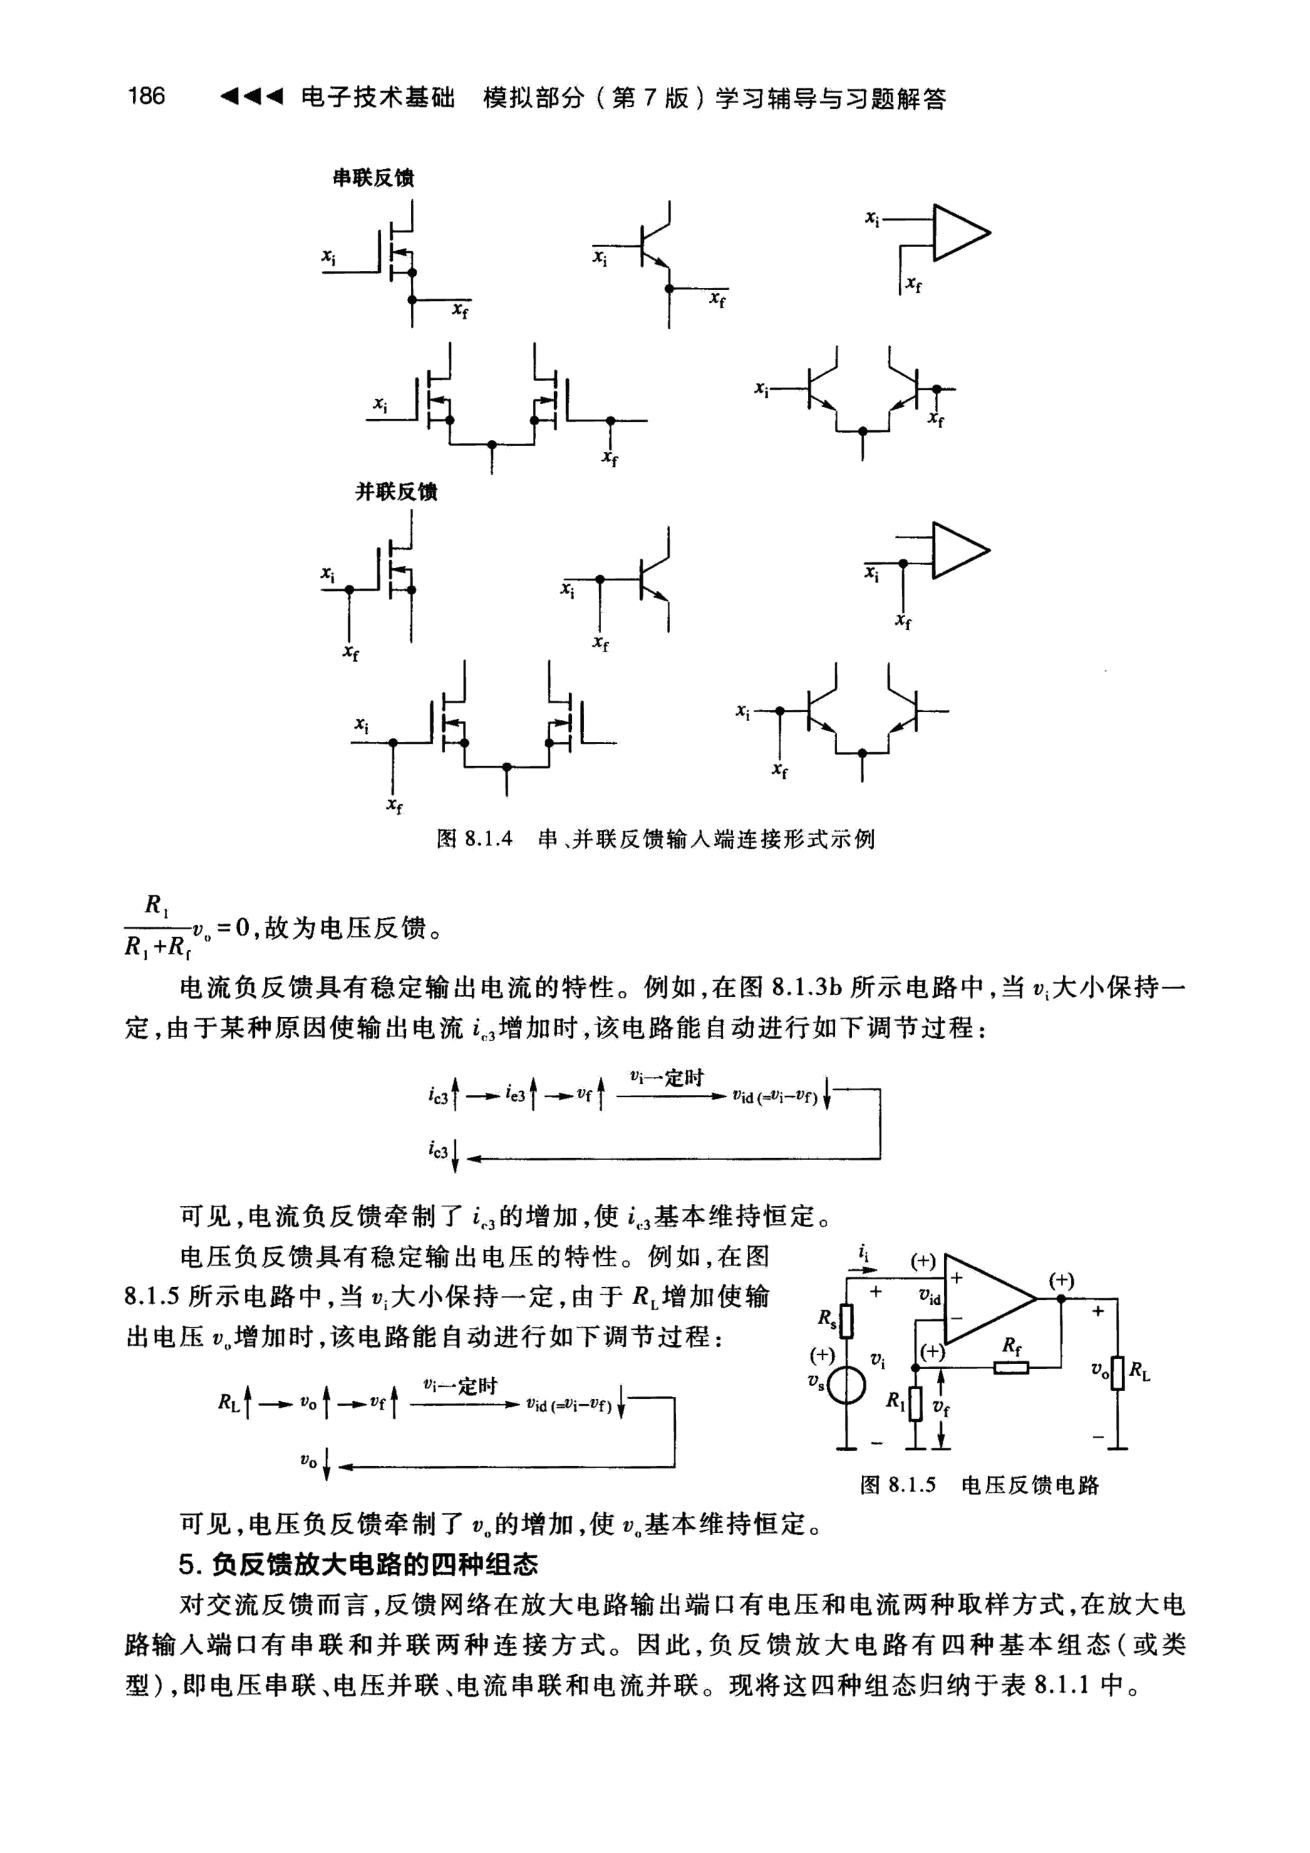 186 ◀◀◀ 电子技术基础 模拟部分(第7版)学习辅导与习题解答
串联反馈
xi xf
xi xf
xi xf
xi xf
xi xf
并联反馈
xi xf
xi xf
xi xf
xi xf
xi xf
图 8.1.4 串、并联反馈输入端连接形式示例
R1/(R1+Rf) vo=0,故为电压反馈。
电流负反馈具有稳定输出电流的特性。例如,在图 8.1.3b 所示电路中,当 vi大小保持一
定,由于某种原因使输出电流 ic3增加时,该电路能自动进行如下调节过程:
ic3↑→ie3↑→vf↑ vi一定时→vid(=vi-vf)↓
ic3↓←
可见,电流负反馈牵制了 ic3的增加,使 ic3基本维持恒定。
电压负反馈具有稳定输出电压的特性。例如,在图
8.1.5 所示电路中,当 vi大小保持一定,由于 RL增加使输
出电压 vo增加时,该电路能自动进行如下调节过程:
RL↑→vo↑→vf↑ vi一定时→vid(=vi-vf)↓
vo↓←
ii (+) + (+)
+ vid - +
Rs (+) Rf
(+) vi vo RL
vs R1 vf
- -
图 8.1.5 电压反馈电路
可见,电压负反馈牵制了 vo的增加,使 vo基本维持恒定。
5. 负反馈放大电路的四种组态
对交流反馈而言,反馈网络在放大电路输出端口有电压和电流两种取样方式,在放大电
路输入端口有串联和并联两种连接方式。因此,负反馈放大电路有四种基本组态(或类
型),即电压串联、电压并联、电流串联和电流并联。现将这四种组态归纳于表 8.1.1 中。